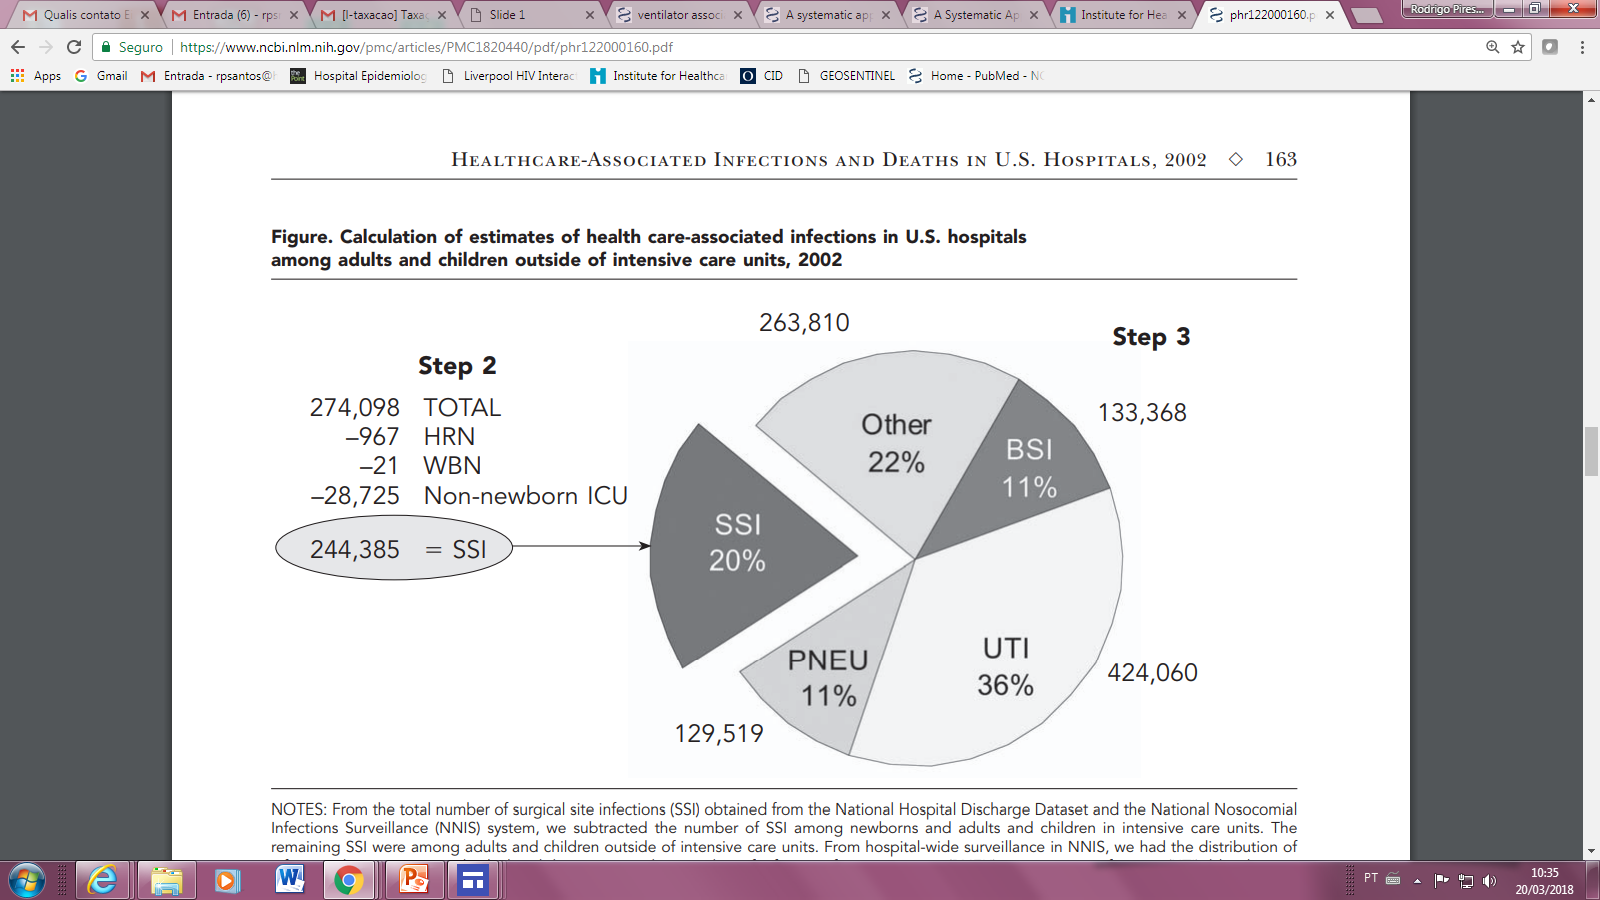 Qualis contato E
Entrada (6) - rps
[I-taxacao] Taxa
Slide 1
ventilator associ
A systematic ap
A Systematic Ap
Institute for Hea
phr122000160.p
Rodrigo Pires...
Seguro | https://www.ncbi.nlm.nih.gov/pmc/articles/PMC1820440/pdf/phr122000160.pdf
Apps Gmail Entrada - rpsantos@ Hospital Epidemiolog Liverpool HIV Interac Institute for Healthca CID GEOSENTINEL Home - PubMed - NC
Healthcare-Associated Infections and Deaths in U.S. Hospitals, 2002 ◇ 163
Figure. Calculation of estimates of health care-associated infections in U.S. hospitals
among adults and children outside of intensive care units, 2002
Step 2
274,098 TOTAL
–967 HRN
–21 WBN
–28,725 Non-newborn ICU
244,385 = SSI
Step 3
263,810
Other
22%
133,368
BSI
11%
SSI
20%
UTI
36%
424,060
PNEU
11%
129,519
NOTES: From the total number of surgical site infections (SSI) obtained from the National Hospital Discharge Dataset and the National Nosocomial
Infections Surveillance (NNIS) system, we subtracted the number of SSI among newborns and adults and children in intensive care units. The
remaining SSI were among adults and children outside of intensive care units. From hospital-wide surveillance in NNIS, we had the distribution of
PT
10:35
20/03/2018